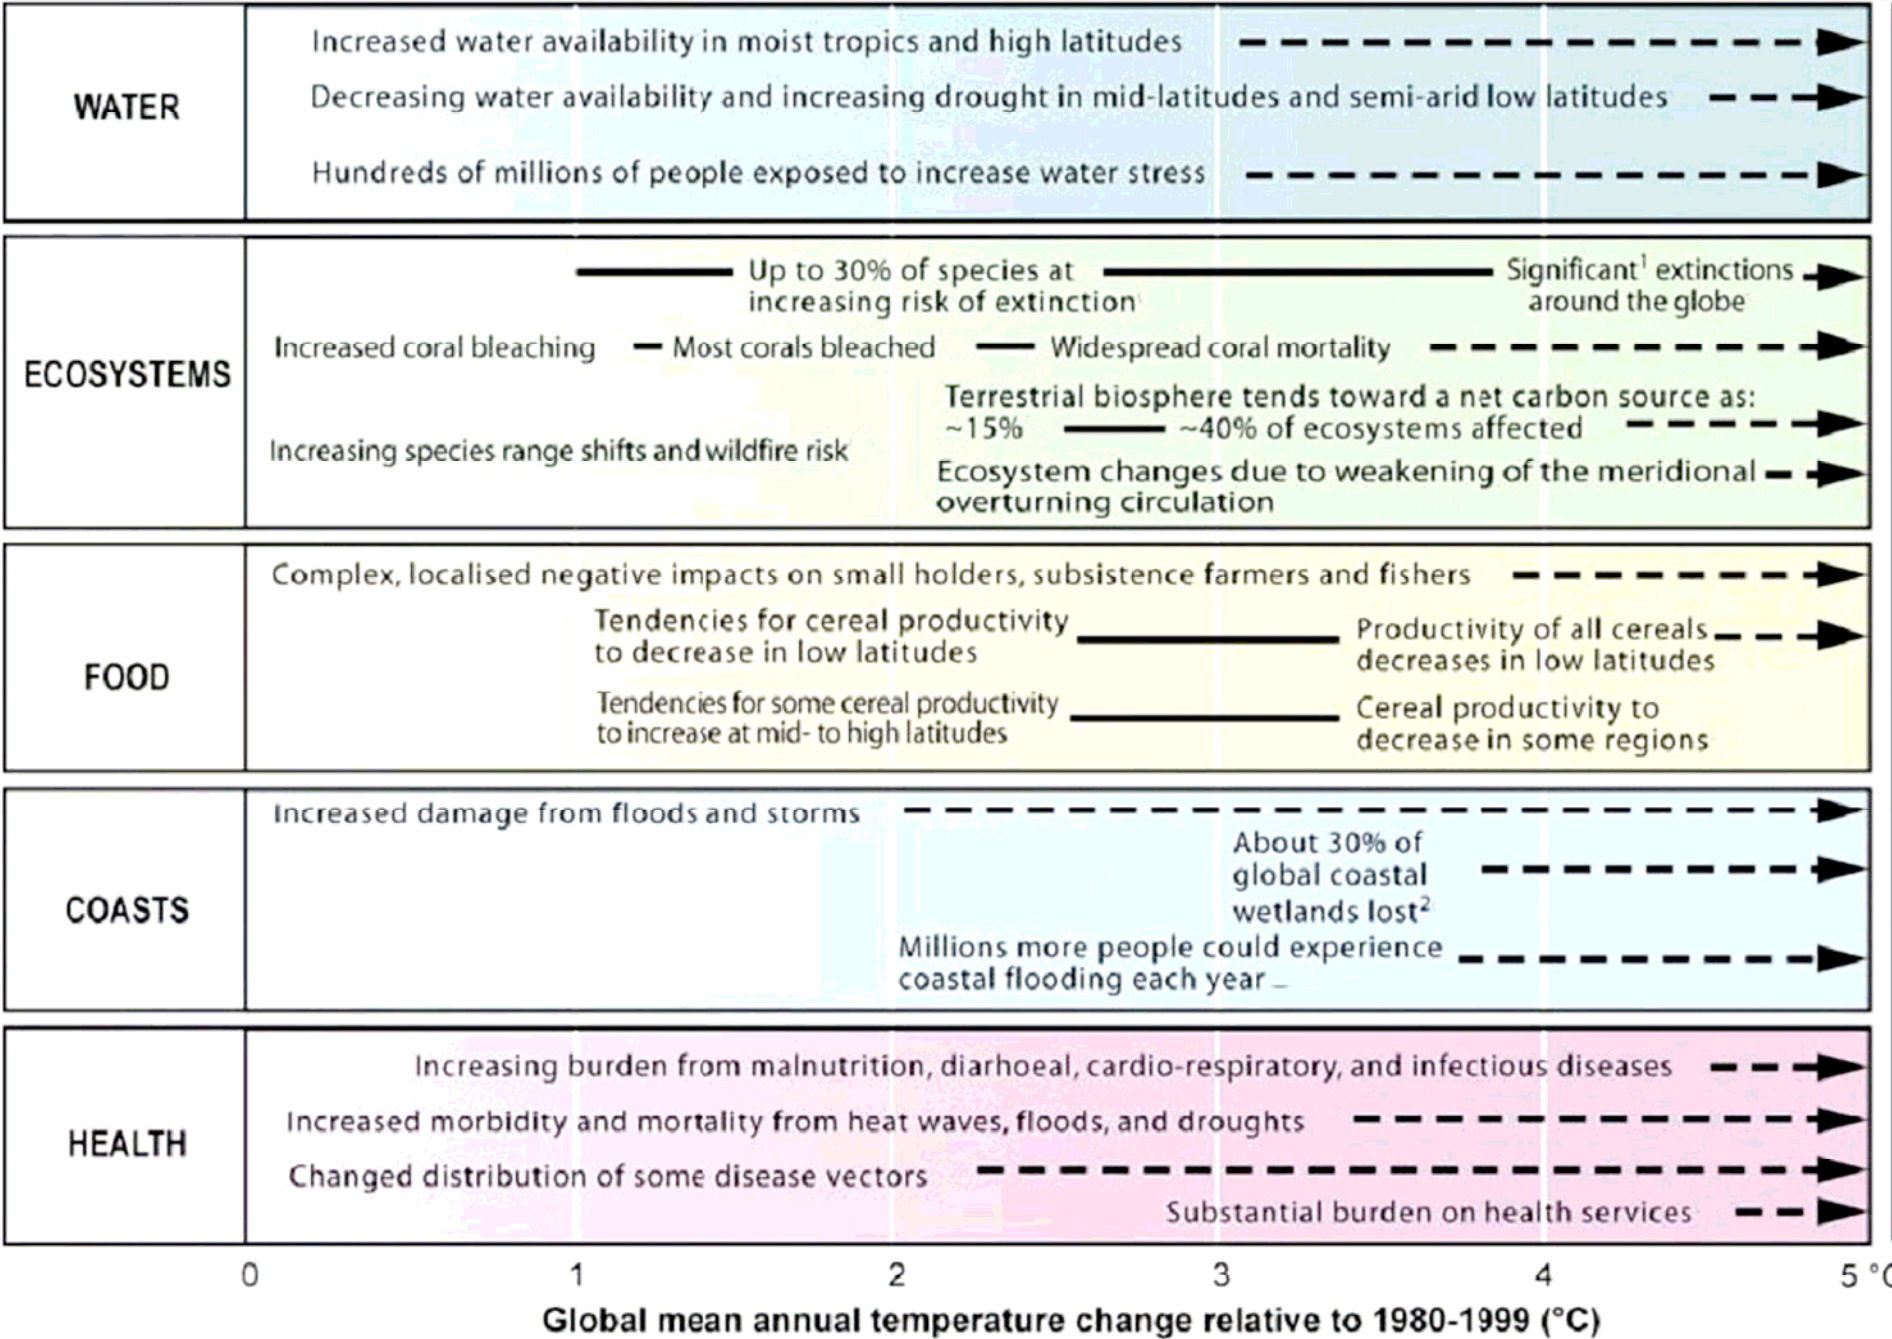 WATER
Increased water availability in moist tropics and high latitudes
Decreasing water availability and increasing drought in mid-latitudes and semi-arid low latitudes
Hundreds of millions of people exposed to increase water stress
ECOSYSTEMS
Up to 30% of species at
increasing risk of extinction
Significant¹ extinctions
around the globe
Increased coral bleaching
Most corals bleached
Widespread coral mortality
Increasing species range shifts and wildfire risk
Terrestrial biosphere tends toward a net carbon source as:
~15%
~40% of ecosystems affected
Ecosystem changes due to weakening of the meridional
overturning circulation
FOOD
Complex, localised negative impacts on small holders, subsistence farmers and fishers
Tendencies for cereal productivity
to decrease in low latitudes
Productivity of all cereals
decreases in low latitudes
Tendencies for some cereal productivity
to increase at mid- to high latitudes
Cereal productivity to
decrease in some regions
COASTS
Increased damage from floods and storms
About 30% of
global coastal
wetlands lost²
Millions more people could experience
coastal flooding each year
HEALTH
Increasing burden from malnutrition, diarhoeal, cardio-respiratory, and infectious diseases
Increased morbidity and mortality from heat waves, floods, and droughts
Changed distribution of some disease vectors
Substantial burden on health services
0 1 2 3 4 5 °C
Global mean annual temperature change relative to 1980-1999 (°C)